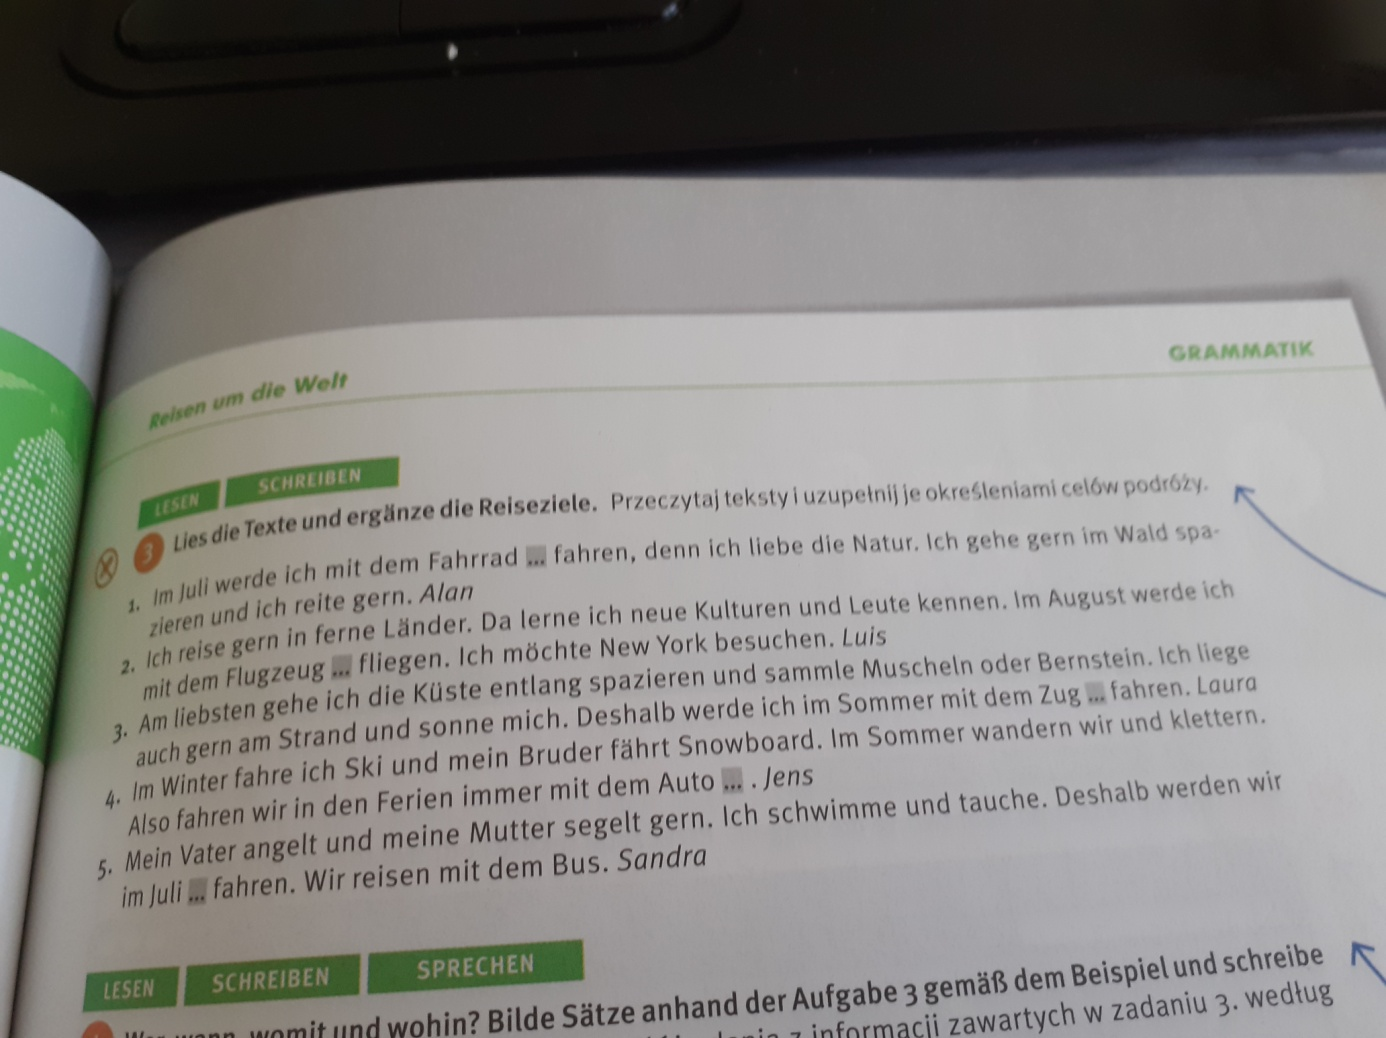 Reisen um die Welt
GRAMMATIK
LESEN
SCHREIBEN
3 Lies die Texte und ergänze die Reiseziele. Przeczytaj teksty i uzupełnij je określeniami celów podróży.
1. Im Juli werde ich mit dem Fahrrad ... fahren, denn ich liebe die Natur. Ich gehe gern im Wald spa-
zieren und ich reite gern. Alan
2. Ich reise gern in ferne Länder. Da lerne ich neue Kulturen und Leute kennen. Im August werde ich
mit dem Flugzeug ... fliegen. Ich möchte New York besuchen. Luis
3. Am liebsten gehe ich die Küste entlang spazieren und sammle Muscheln oder Bernstein. Ich liege
auch gern am Strand und sonne mich. Deshalb werde ich im Sommer mit dem Zug ... fahren. Laura
4. Im Winter fahre ich Ski und mein Bruder fährt Snowboard. Im Sommer wandern wir und klettern.
Also fahren wir in den Ferien immer mit dem Auto ... . Jens
5. Mein Vater angelt und meine Mutter segelt gern. Ich schwimme und tauche. Deshalb werden wir
im Juli ... fahren. Wir reisen mit dem Bus. Sandra
LESEN
SCHREIBEN
SPRECHEN
womit und wohin? Bilde Sätze anhand der Aufgabe 3 gemäß dem Beispiel und schreibe
z informacji zawartych w zadaniu 3. według